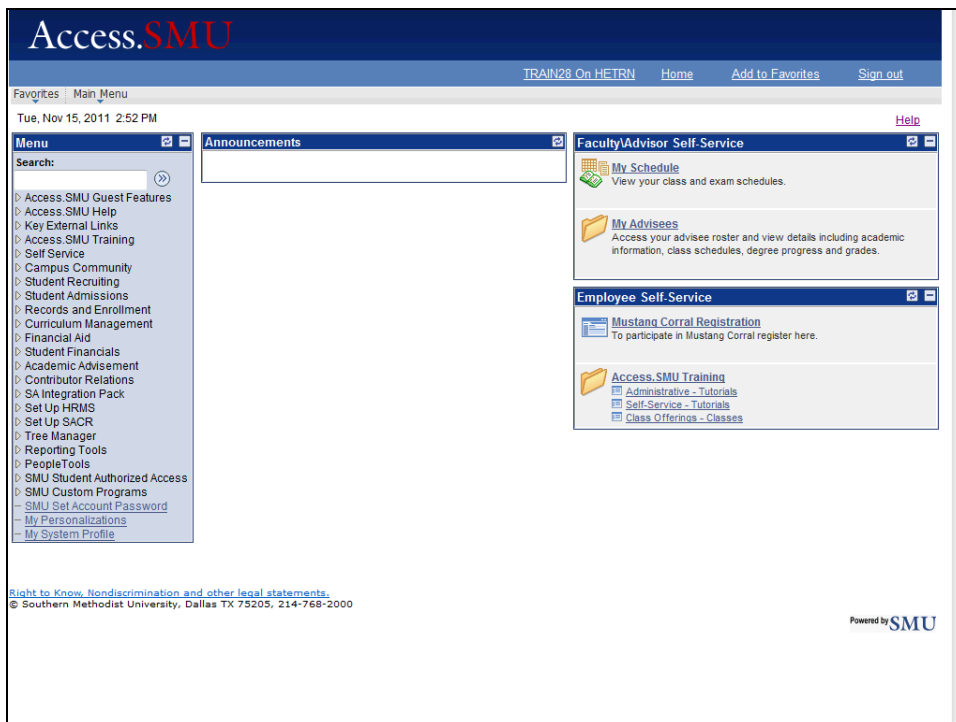 Access.SMU
TRAIN28 On HETRN Home Add to Favorites Sign out
Favorites Main Menu
Tue, Nov 15, 2011 2:52 PM
Help
Menu
Search:
Access.SMU Guest Features
Access.SMU Help
Key External Links
Access.SMU Training
Self Service
Campus Community
Student Recruiting
Student Admissions
Records and Enrollment
Curriculum Management
Financial Aid
Student Financials
Academic Advisement
Contributor Relations
SA Integration Pack
Set Up HRMS
Set Up SACR
Tree Manager
Reporting Tools
PeopleTools
SMU Student Authorized Access
SMU Custom Programs
SMU Set Account Password
My Personalizations
My System Profile
Announcements
Faculty\Advisor Self-Service
My Schedule
View your class and exam schedules.
My Advisees
Access your advisee roster and view details including academic
information, class schedules, degree progress and grades.
Employee Self-Service
Mustang Corral Registration
To participate in Mustang Corral register here.
Access.SMU Training
Administrative - Tutorials
Self-Service - Tutorials
Class Offerings - Classes
Right to Know, Nondiscrimination and other legal statements.
© Southern Methodist University, Dallas TX 75205, 214-768-2000
Powered by SMU